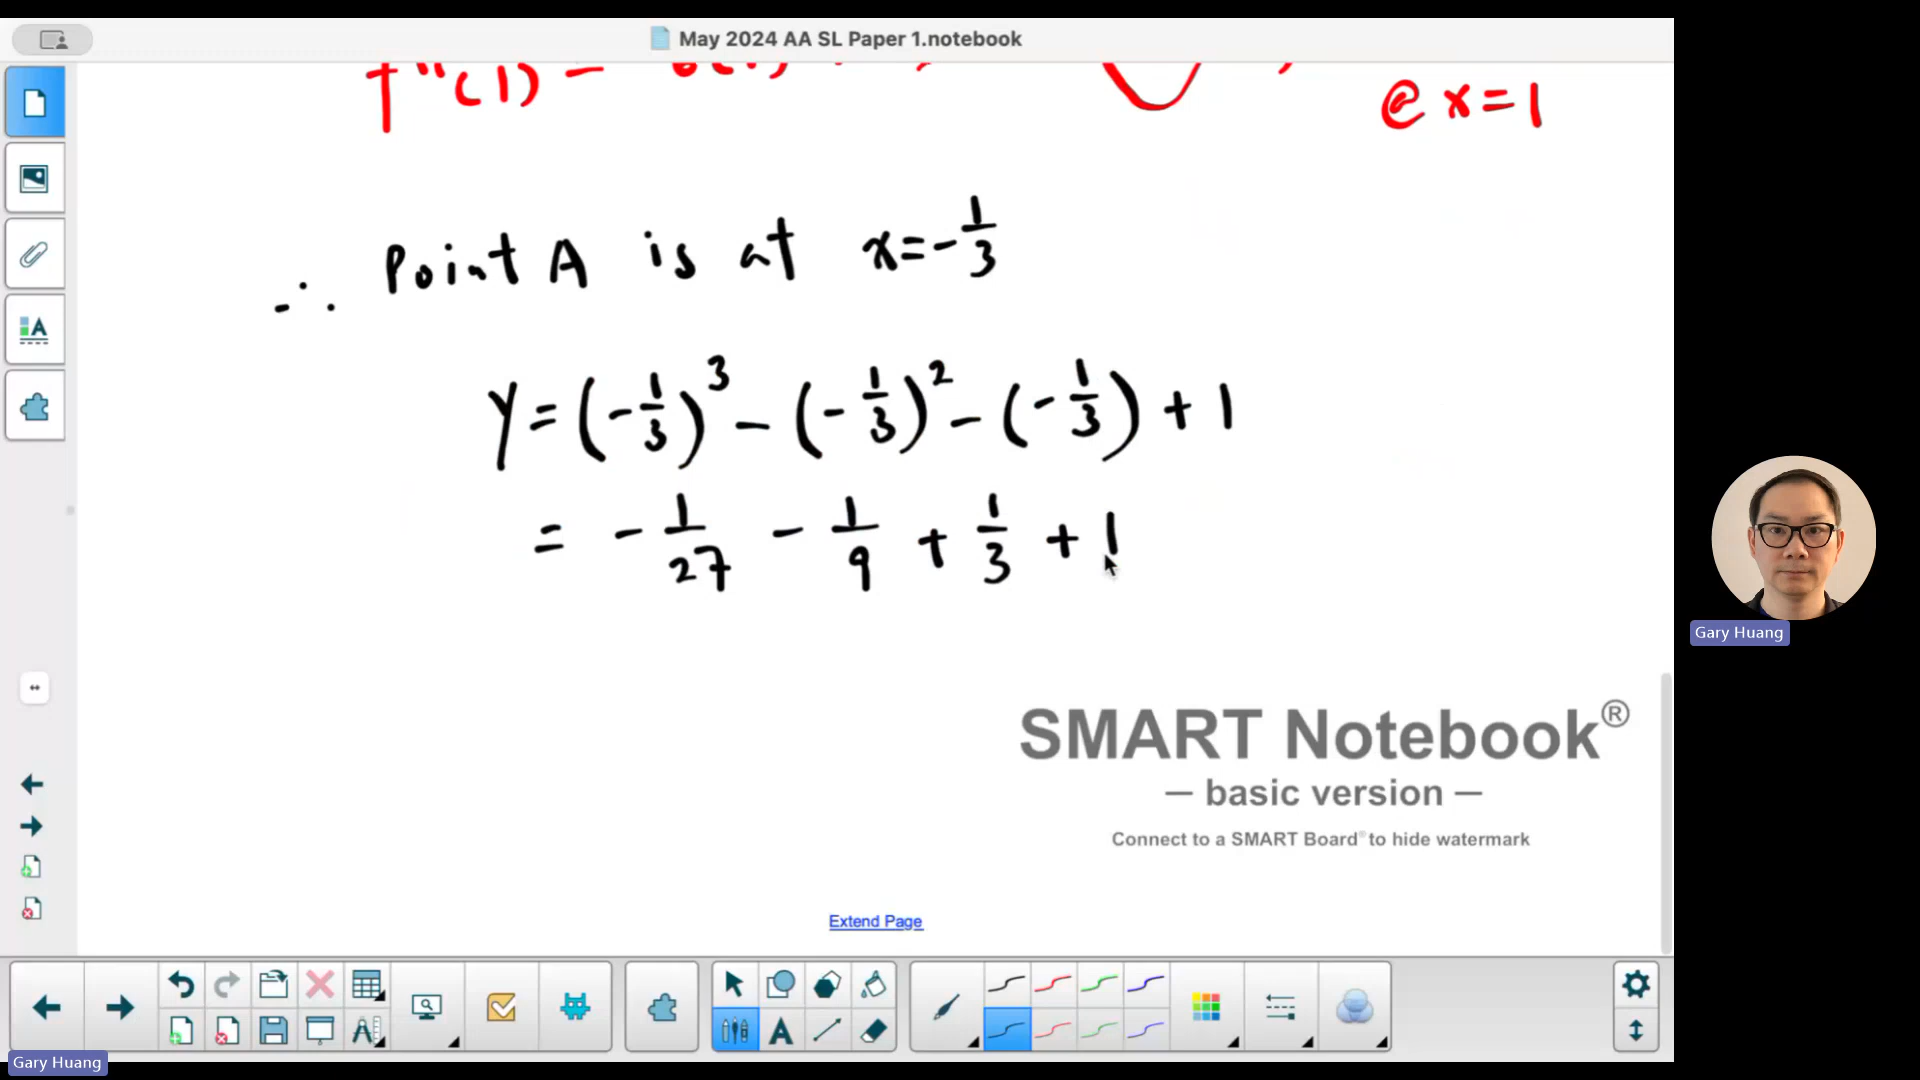 May 2024 AA SL Paper 1.notebook
f"(1) =
@ x=1
∴ Point A is at x=-1/3
y = (-1/3)^3 - (-1/3)^2 - (-1/3) + 1
= - 1/27 - 1/9 + 1/3 + 1
Gary Huang
SMART Notebook®
— basic version —
Connect to a SMART Board® to hide watermark
Extend Page
Gary Huang